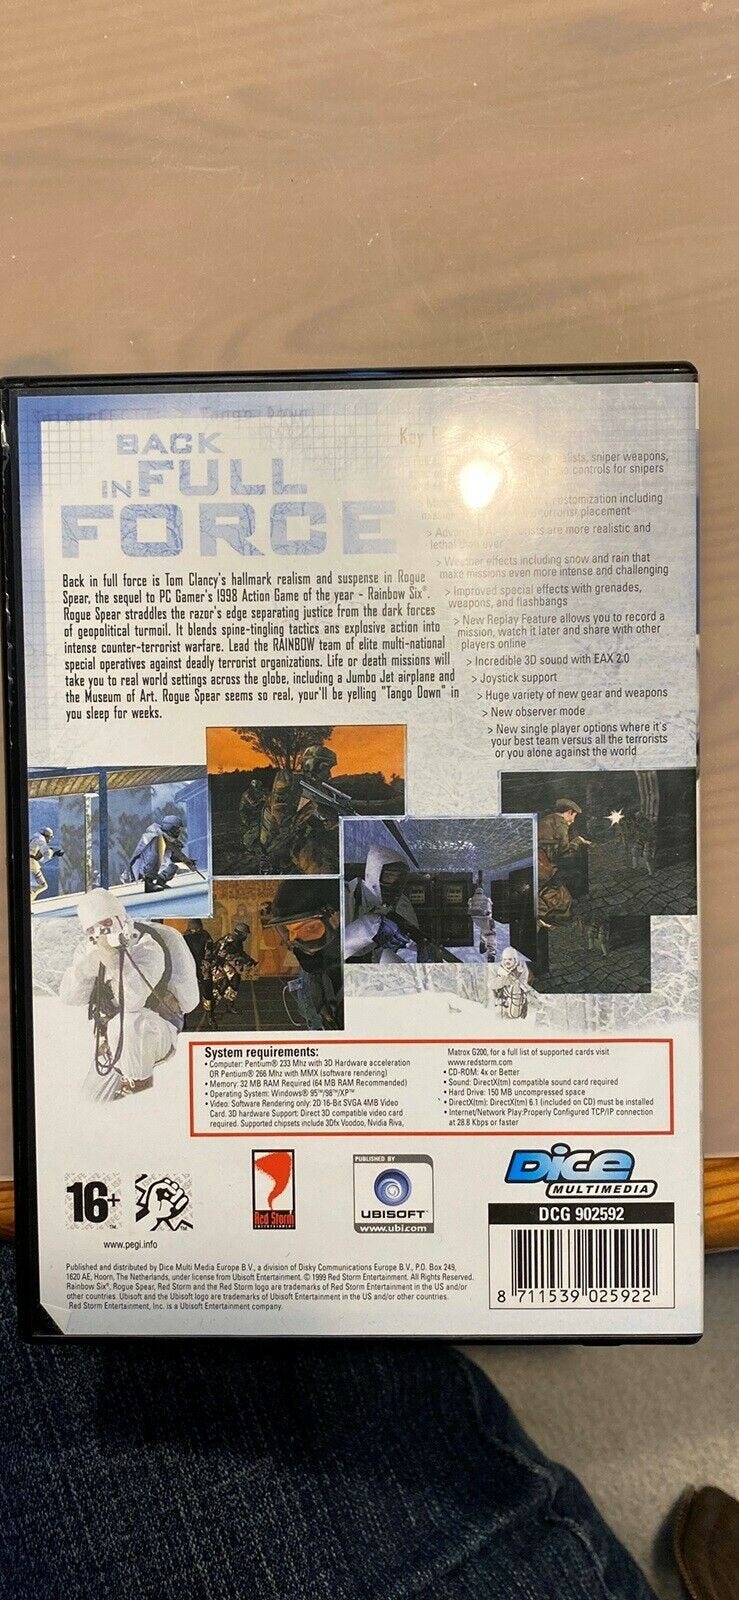 BACK
IN FULL
FORCE
Back in full force is Tom Clancy's hallmark realism and suspense in Rogue
Spear, the sequel to PC Gamer's 1998 Action Game of the year - Rainbow Six®.
Rogue Spear straddles the razor's edge separating justice from the dark forces
of geopolitical turmoil. It blends spine-tingling tactics ans explosive action into
intense counter-terrorist warfare. Lead the RAINBOW team of elite multi-national
special operatives against deadly terrorist organizations. Life or death missions will
take you to real world settings across the globe, including a Jumbo Jet airplane and
the Museum of Art. Rogue Spear seems so real, your'll be yelling "Tango Down" in
you sleep for weeks.
Key
sniper weapons,
controls for snipers
including
placement
are more realistic and
lethal than ever
> Weather effects including snow and rain that
make missions even more intense and challenging
> Improved special effects with grenades,
weapons, and flashbangs
> New Replay Feature allows you to record a
mission, watch it later and share with other
players online
> Incredible 3D sound with EAX 2.0
> Joystick support
> Huge variety of new gear and weapons
> New observer mode
> New single player options where it's
your best team versus all the terrorists
or you alone against the world
System requirements:
• Computer: Pentium® 233 Mhz with 3D Hardware acceleration
OR Pentium® 266 Mhz with MMX (software rendering)
• Memory: 32 MB RAM Required (64 MB RAM Recommended)
• Operating System: Windows® 95™/98™/XP™
• Video: Software Rendering only: 2D 16-Bit SVGA 4MB Video
Card. 3D hardware Support: Direct 3D compatible video card
required. Supported chipsets include 3Dfx Voodoo, Nvidia Riva,
Matrox G200, for a full list of supported cards visit
www.redstorm.com
• CD-ROM: 4x or Better
• Sound: DirectX(tm) compatible sound card required
• Hard Drive: 150 MB uncompressed space
• DirectX(tm): DirectX(tm) 6.1 (included on CD) must be installed
• Internet/Network Play:Properly Configured TCP/IP connection
at 28.8 Kbps or faster
16+
www.pegi.info
Red Storm
ENTERTAINMENT
PUBLISHED BY
UBISOFT
www.ubi.com
Dice
MULTIMEDIA
DCG 902592
8 711539 025922
Published and distributed by Dice Multi Media Europe B.V., a division of Disky Communications Europe B.V., P.O. Box 249,
1620 AE, Hoorn, The Netherlands, under license from Ubisoft Entertainment. © 1999 Red Storm Entertainment. All Rights Reserved.
Rainbow Six®, Rogue Spear, Red Storm and the Red Storm logo are trademarks of Red Storm Entertainment in the US and/or
other countries. Ubisoft and the Ubisoft logo are trademarks of Ubisoft Entertainment in the US and/or other countries.
Red Storm Entertainment, Inc. is a Ubisoft Entertainment company.